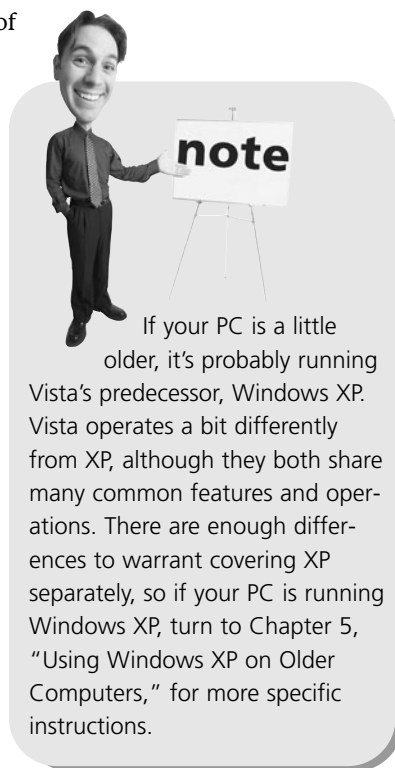 of
note
If your PC is a little
older, it's probably running
Vista's predecessor, Windows XP.
Vista operates a bit differently
from XP, although they both share
many common features and oper-
ations. There are enough differ-
ences to warrant covering XP
separately, so if your PC is running
Windows XP, turn to Chapter 5,
“Using Windows XP on Older
Computers,” for more specific
instructions.